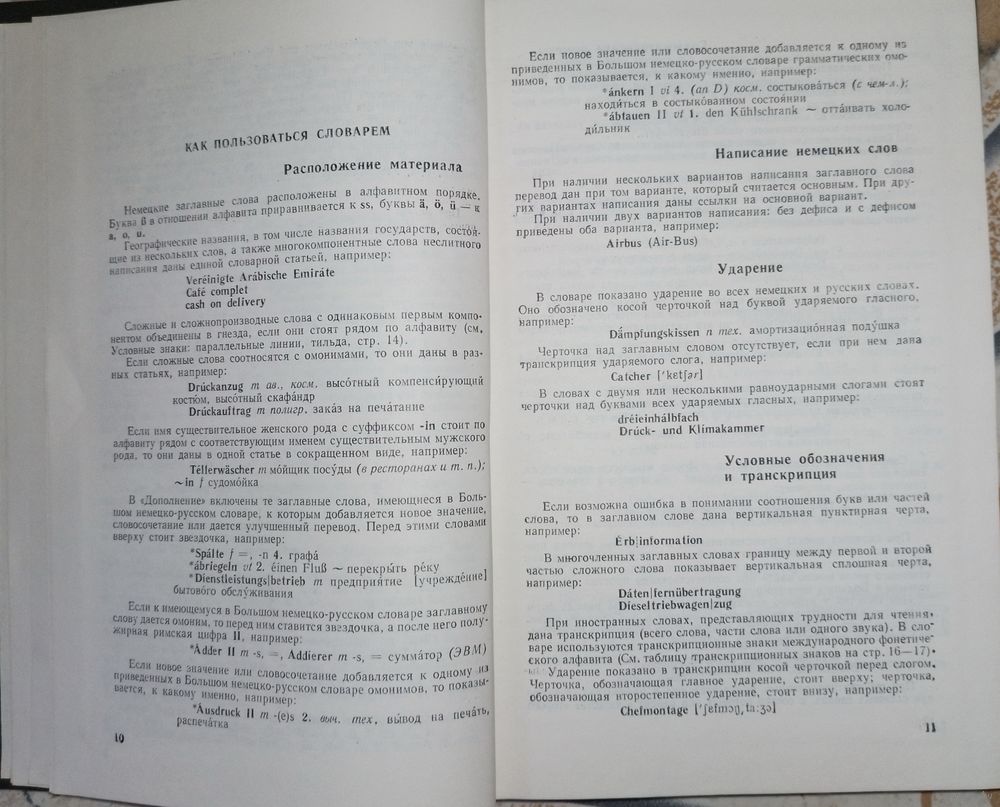 КАК ПОЛЬЗОВАТЬСЯ СЛОВАРЕМ
Расположение материала
Немецкие заглавные слова расположены в алфавитном порядке.
Буква ß в отношении алфавита приравнивается к ss, буквы ä, ö, ü — к
a, o, u.
Географические названия, в том числе названия государств, состоя-
щие из нескольких слов, а также многокомпонентные слова неслитного
написания даны единой словарной статьей, например:
Veréinigte Arábische Emiráte
Café complet
cash on delivery
Сложные и сложнопроизводные слова с одинаковым первым компо-
нентом объединены в гнезда, если они стоят рядом по алфавиту (см.
Условные знаки: параллельные линии, тильда, стр. 14).
Если сложные слова соотносятся с омонимами, то они даны в раз-
ных статьях, например:
Drúckanzug m ав., косм. высо́тный компенси́рующий
костю́м, высо́тный скафа́ндр
Drúckauftrag m полигр. зака́з на печа́тание
Если имя существительное женского рода с суффиксом -in стоит по
алфавиту рядом с соответствующим именем существительным мужского
рода, то они даны в одной статье в сокращенном виде, например:
Téllerwäscher m мо́йщик посу́ды (в ресторанах и т. п.);
~in f судомо́йка
В «Дополнение» включены те заглавные слова, имеющиеся в Боль-
шом немецко-русском словаре, к которым добавляется новое значение,
словосочетание или дается улучшенный перевод. Перед этими словами
вверху стоит звездочка, например:
*Spálte f =, -n 4. графа́
*ábriegeln vt 2. éinen Fluß ~ перекры́ть ре́ку
*Dienstleistungs|betrieb m предприя́тие [учрежде́ние]
бытово́го обслу́живания
Если к имеющемуся в Большом немецко-русском словаре заглавному
слову дается омоним, то перед ним ставится звездочка, а после него полу-
жирная римская цифра II, например:
*Ádder II m -s, =, Addierer m -s, = сумма́тор (ЭВМ)
Если новое значение или словосочетание добавляется к одному из
приведенных в Большом немецко-русском словаре омонимов, то показы-
вается, к какому именно, например:
*Áusdruck II m -(e)s 2. выч. тех. вы́вод на печа́ть,
распеча́тка
10
Если новое значение или словосочетание добавляется к одному из
приведенных в Большом немецко-русском словаре грамматических омо-
нимов, то показывается, к какому именно, например:
*ánkern I vi 4. (an D) косм. состыкова́ться (с чем-л.);
находи́ться в состыко́ванном состоя́нии
*ábtauen II vt 1. den Kühlschrank ~ отта́ивать холо-
ди́льник
Написание немецких слов
При наличии нескольких вариантов написания заглавного слова
перевод дан при том варианте, который считается основным. При дру-
гих вариантах написания даны ссылки на основной вариант.
При наличии двух вариантов написания: без дефиса и с дефисом
приведены оба варианта, например:
Airbus (Air-Bus)
Ударение
В словаре показано ударение во всех немецких и русских словах.
Оно обозначено косой черточкой над буквой ударяемого гласного,
например:
Dä́mpfungskissen n тех. амортизацио́нная поду́шка
Черточка над заглавным словом отсутствует, если при нем дана
транскрипция ударяемого слога, например:
Catcher ['ketʃər]
В словах с двумя или несколькими равноударными слогами стоят
черточки над буквами всех ударяемых гласных, например:
dréieinhálbfach
Drúck- und Klímakammer
Условные обозначения
и транскрипция
Если возможна ошибка в понимании соотношения букв или частей
слова, то в заглавном слове дана вертикальная пунктирная черта,
например:
Érb¦information
В многочленных заглавных словах границу между первой и второй
частью сложного слова показывает вертикальная сплошная черта,
например:
Dáten|fernübertragung
Diesel triebwagen|zug
При иностранных словах, представляющих трудности для чтения,
дана транскрипция (всего слова, части слова или одного звука). В сло-
варе используются транскрипционные знаки международного фонетиче-
ского алфавита (См. таблицу транскрипционных знаков на стр. 16—17).
Ударение показано в транскрипции косой черточкой перед слогом.
Черточка, обозначающая главное ударение, стоит вверху; черточка,
обозначающая второстепенное ударение, стоит внизу, например:
Chefmontage ['ʃefmɔŋˌta:ʒə]
11